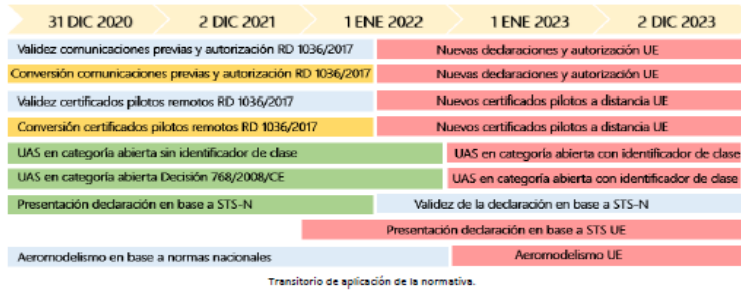 31 DIC 2020 2 DIC 2021 1 ENE 2022 1 ENE 2023 2 DIC 2023
Validez comunicaciones previas y autorización RD 1036/2017 Nuevas declaraciones y autorización UE
Conversión comunicaciones previas y autorización RD 1036/2017 Nuevas declaraciones y autorización UE
Validez certificados pilotos remotos RD 1036/2017 Nuevos certificados pilotos a distancia UE
Conversión certificados pilotos remotos RD 1036/2017 Nuevos certificados pilotos a distancia UE
UAS en categoría abierta sin identificador de clase UAS en categoría abierta con identificador de clase
UAS en categoría abierta Decisión 768/2008/CE UAS en categoría abierta con identificador de clase
Presentación declaración en base a STS-N Validez de la declaración en base a STS-N
Presentación declaración en base a STS UE
Aeromodelismo en base a normas nacionales Aeromodelismo UE
Transitorio de aplicación de la normativa.